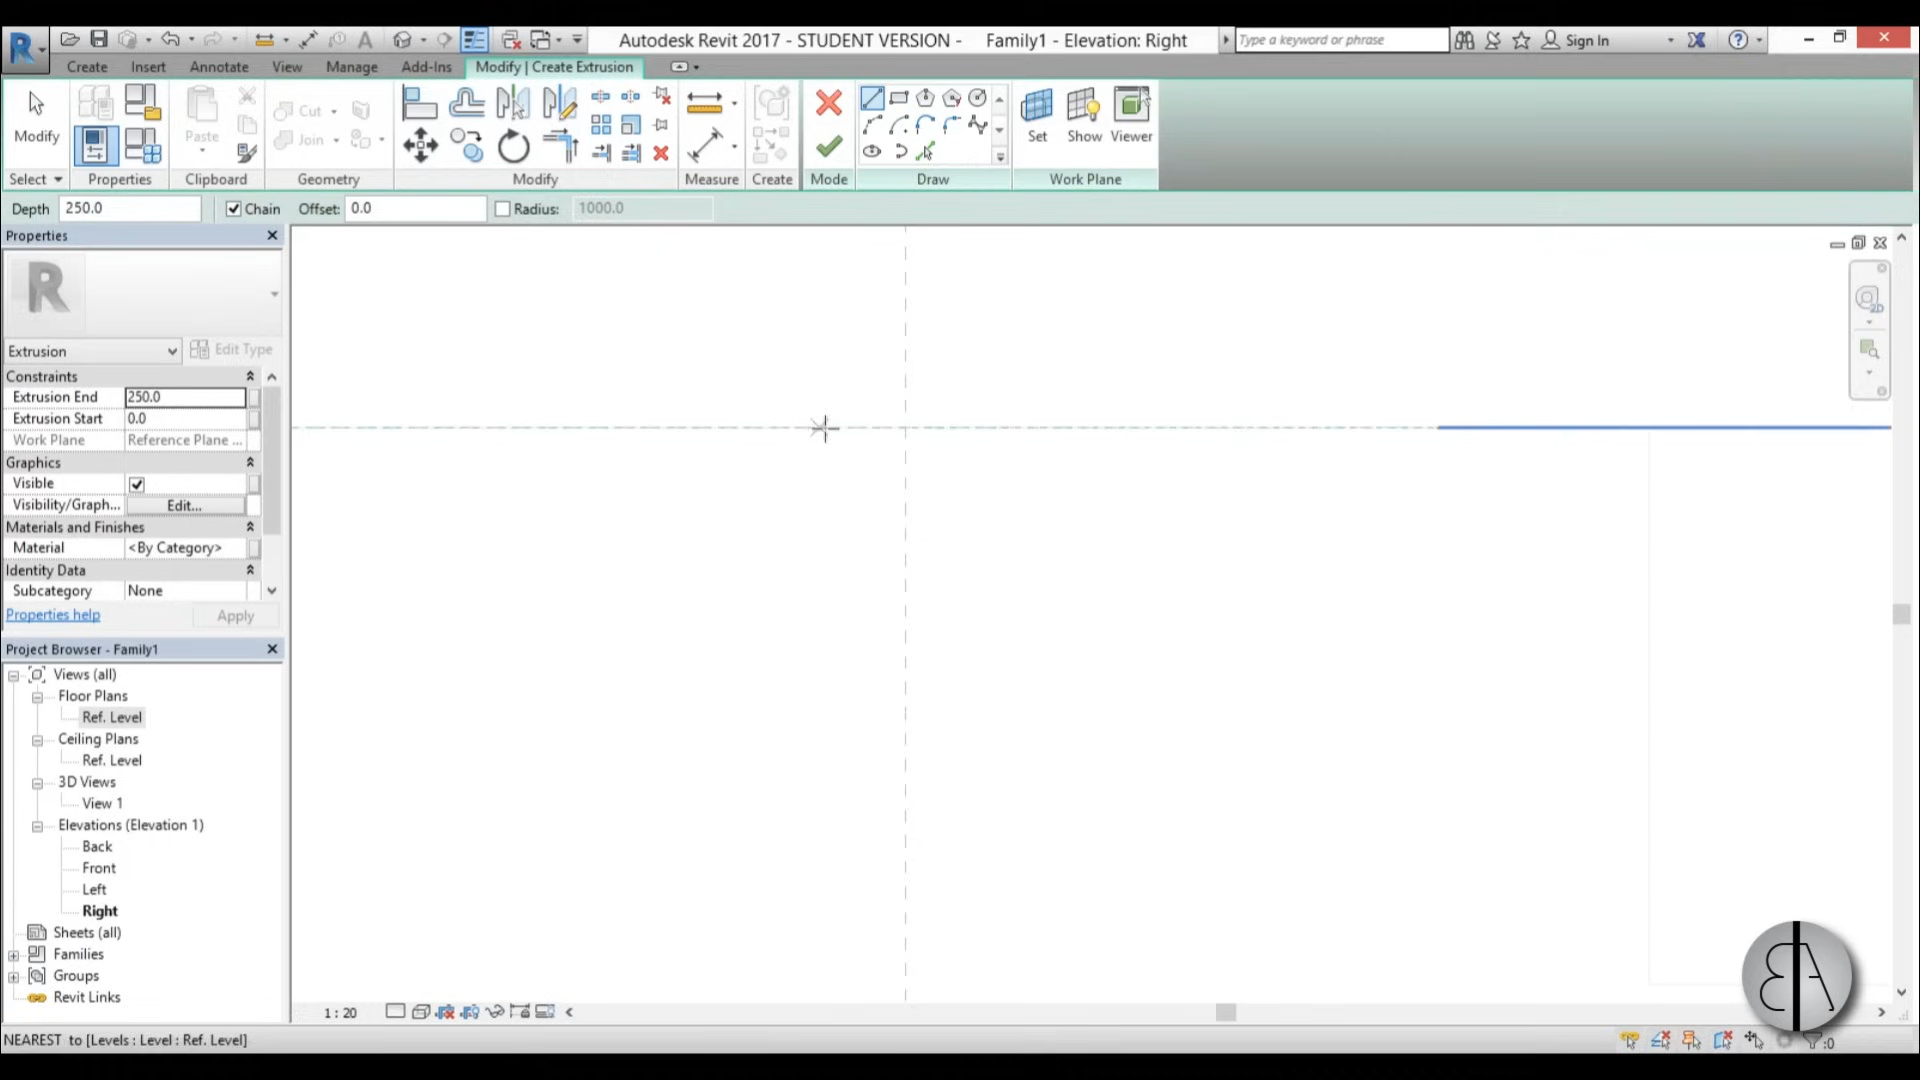 Autodesk Revit 2017 - STUDENT VERSION - Family1 - Elevation: Right
Type a keyword or phrase
Sign In
Create Insert Annotate View Manage Add-Ins Modify | Create Extrusion
Modify
Paste
Cut
Join
Set Show Viewer
Select Properties Clipboard Geometry Modify Measure Create Mode Draw Work Plane
Depth 250.0 Chain Offset: 0.0 Radius: 1000.0
Properties
Extrusion Edit Type
Constraints
Extrusion End 250.0
Extrusion Start 0.0
Work Plane Reference Plane ...
Graphics
Visible
Visibility/Graph... Edit...
Materials and Finishes
Material <By Category>
Identity Data
Subcategory None
Properties help Apply
Project Browser - Family1
Views (all)
Floor Plans
Ref. Level
Ceiling Plans
Ref. Level
3D Views
View 1
Elevations (Elevation 1)
Back
Front
Left
Right
Sheets (all)
Families
Groups
Revit Links
1 : 20
NEAREST to [Levels : Level : Ref. Level]
:0